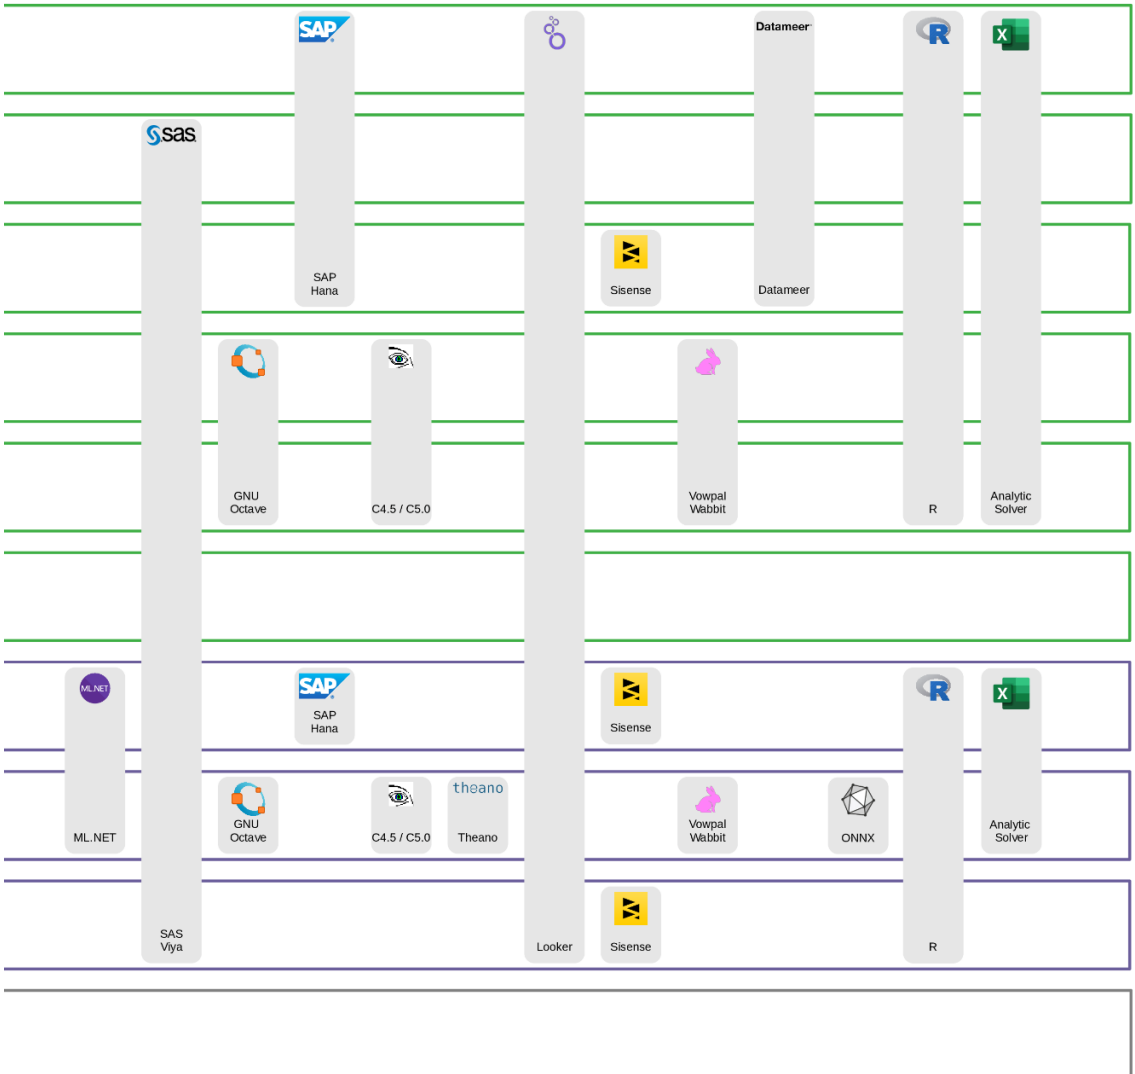 SAP
Datameer
R
X
Ssas
SAP
Hana
Sisense
Datameer
GNU
Octave
C4.5 / C5.0
Vowpal
Wabbit
R
Analytic
Solver
ML.NET
SAP
R
X
SAP
Hana
Sisense
theano
ML.NET
GNU
Octave
C4.5 / C5.0
Theano
Vowpal
Wabbit
ONNX
Analytic
Solver
SAS
Viya
Looker
Sisense
R